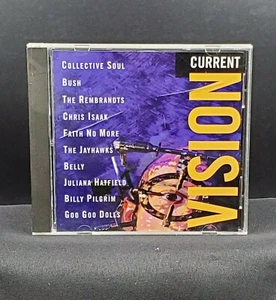 COLLECTIVE SOUL
BUSH
THE REMBRANDTS
CHRIS ISAAK
FAITH NO MORE
THE JAYHAWKS
BELLY
JULIANA HATFIELD
BILLY PILGRIM
GOO GOO DOLLS
CURRENT
VISION